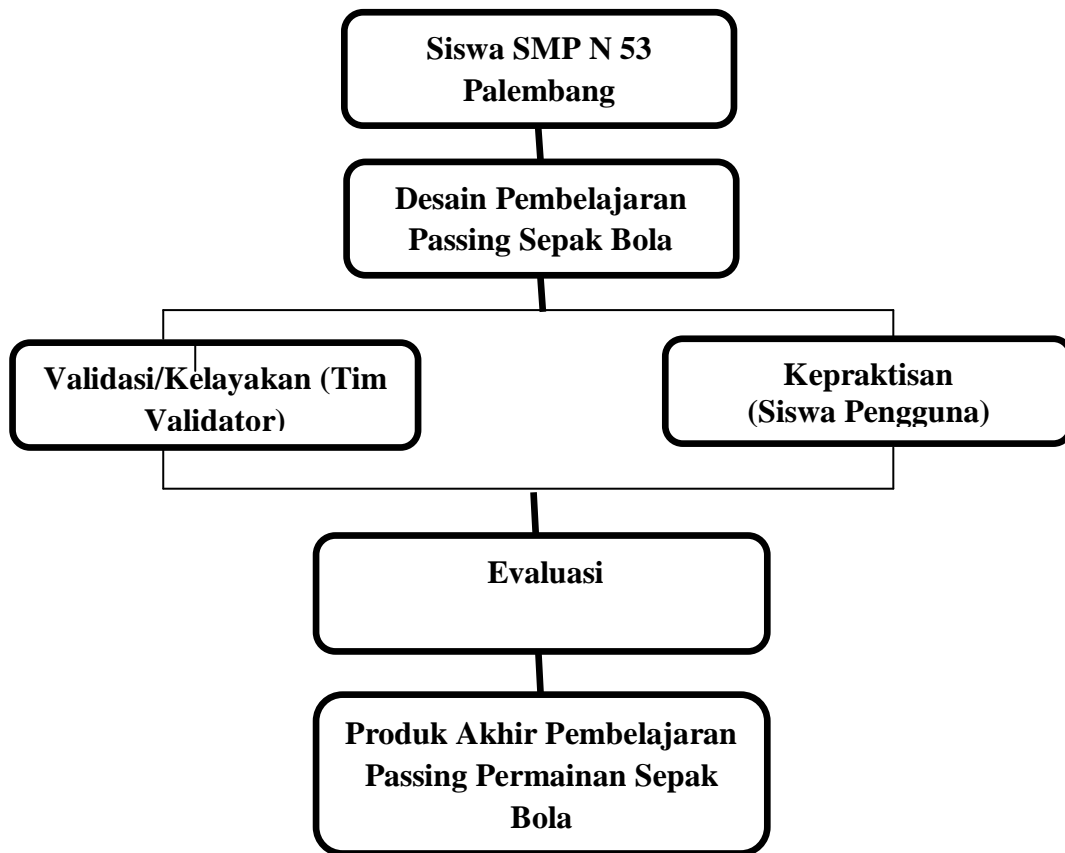 Siswa SMP N 53
Palembang
Desain Pembelajaran
Passing Sepak Bola
Validasi/Kelayakan (Tim
Validator)
Kepraktisan
(Siswa Pengguna)
Evaluasi
Produk Akhir Pembelajaran
Passing Permainan Sepak
Bola